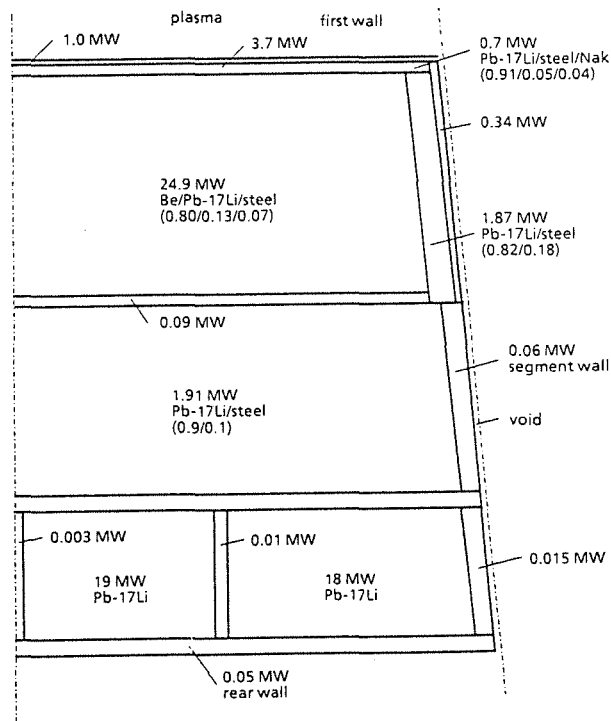 plasma
first wall
1.0 MW
3.7 MW
0.7 MW
Pb-17Li/steel/Nak
(0.91/0.05/0.04)
0.34 MW
24.9 MW
Be/Pb-17Li/steel
(0.80/0.13/0.07)
1.87 MW
Pb-17Li/steel
(0.82/0.18)
0.09 MW
0.06 MW
segment wall
1.91 MW
Pb-17Li/steel
(0.9/0.1)
void
0.003 MW
0.01 MW
0.015 MW
19 MW
Pb-17Li
18 MW
Pb-17Li
0.05 MW
rear wall